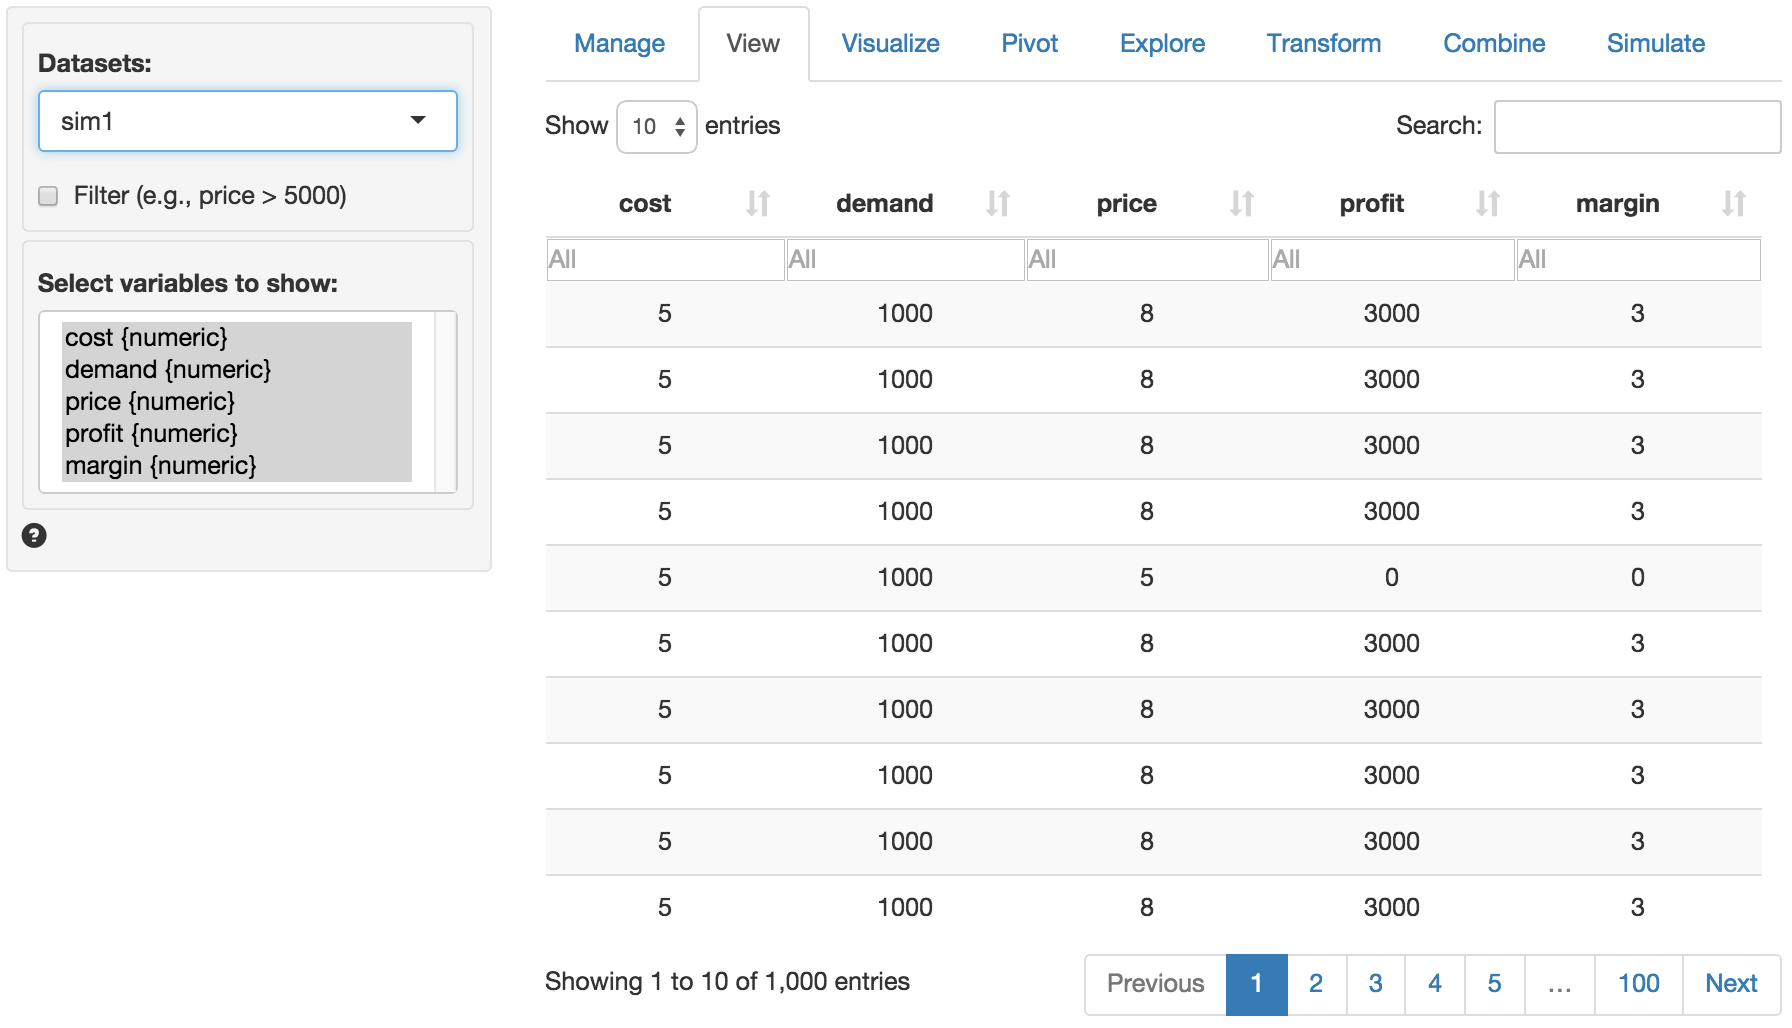 Datasets:
sim1
Filter (e.g., price > 5000)
Select variables to show:
cost {numeric}
demand {numeric}
price {numeric}
profit {numeric}
margin {numeric}
?
Manage View Visualize Pivot Explore Transform Combine Simulate
Show 10 entries Search:
cost demand price profit margin
All All All All All
5 1000 8 3000 3
5 1000 8 3000 3
5 1000 8 3000 3
5 1000 8 3000 3
5 1000 5 0 0
5 1000 8 3000 3
5 1000 8 3000 3
5 1000 8 3000 3
5 1000 8 3000 3
5 1000 8 3000 3
Showing 1 to 10 of 1,000 entries Previous 1 2 3 4 5 ... 100 Next